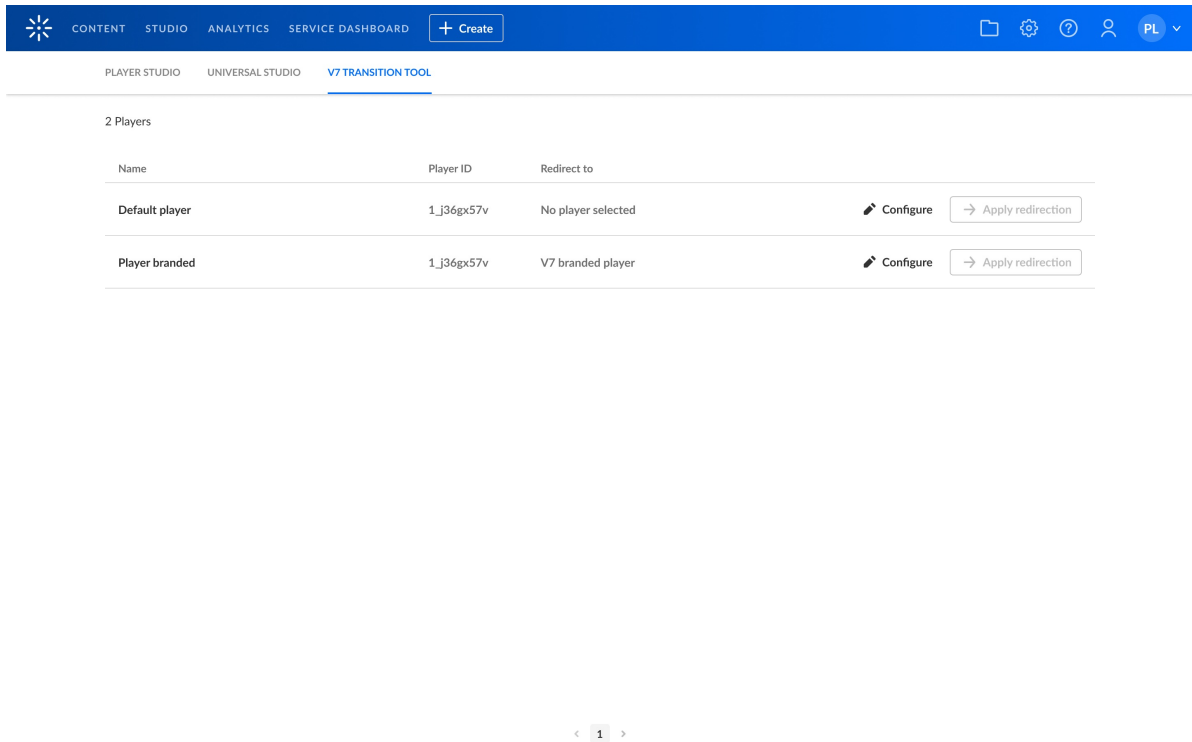 CONTENT STUDIO ANALYTICS SERVICE DASHBOARD + Create PL
PLAYER STUDIO UNIVERSAL STUDIO V7 TRANSITION TOOL
2 Players
Name Player ID Redirect to
Default player 1_j36gx57v No player selected Configure → Apply redirection
Player branded 1_j36gx57v V7 branded player Configure → Apply redirection
< 1 >